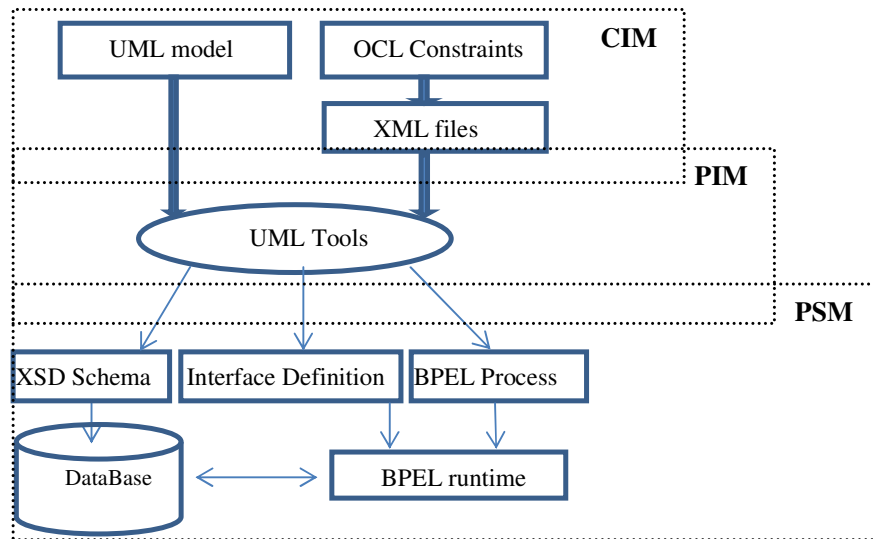 UML model
OCL Constraints
CIM
XML files
PIM
UML Tools
PSM
XSD Schema
Interface Definition
BPEL Process
DataBase
BPEL runtime